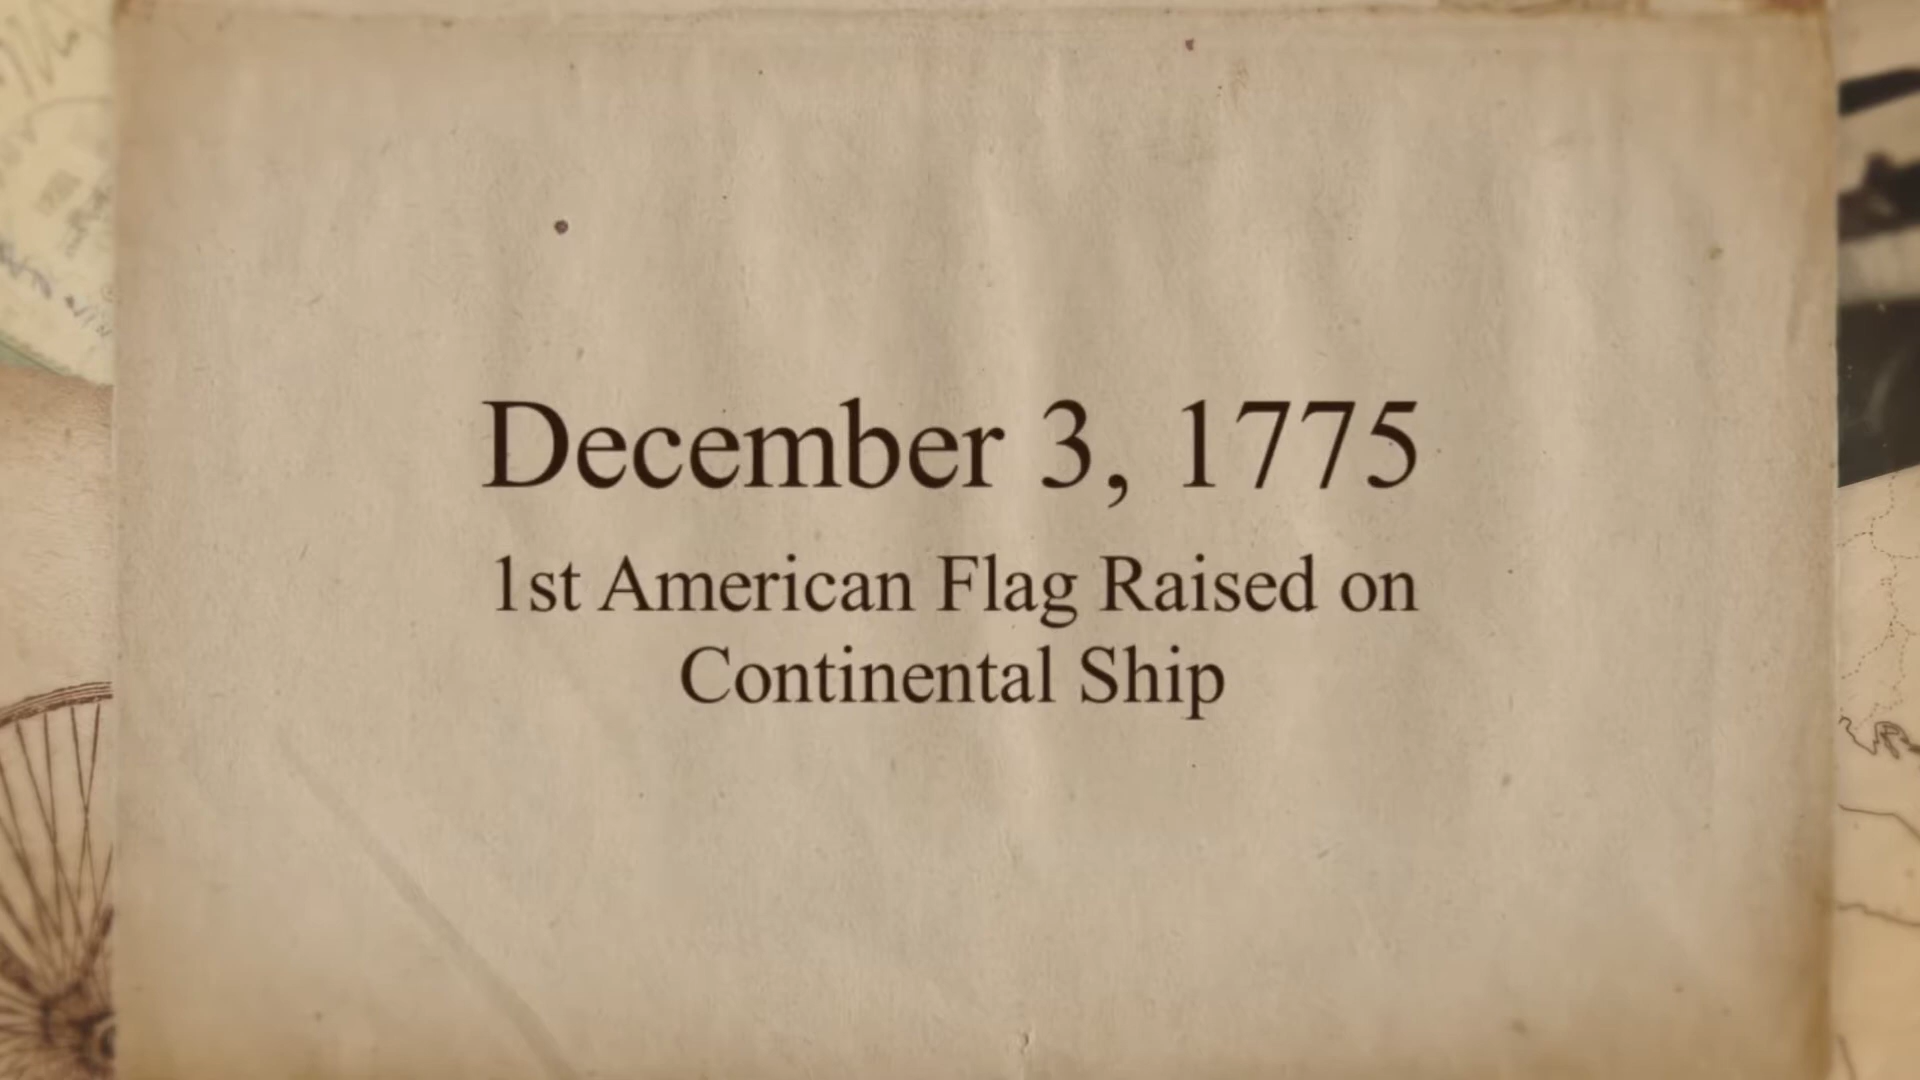 December 3, 1775
1st American Flag Raised on
Continental Ship